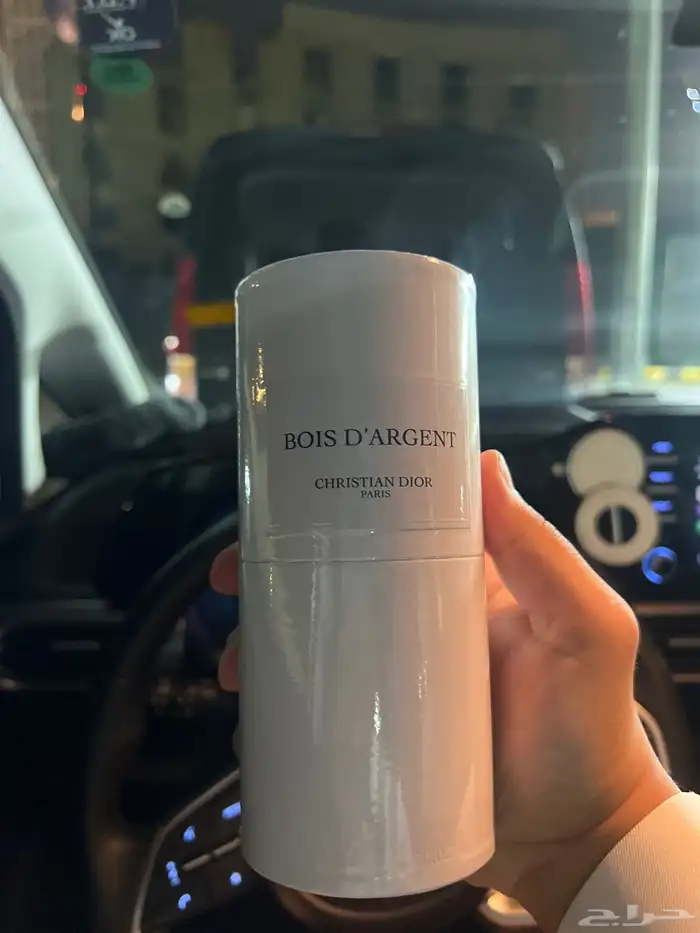 BOIS D'ARGENT
CHRISTIAN DIOR
PARIS
حراج